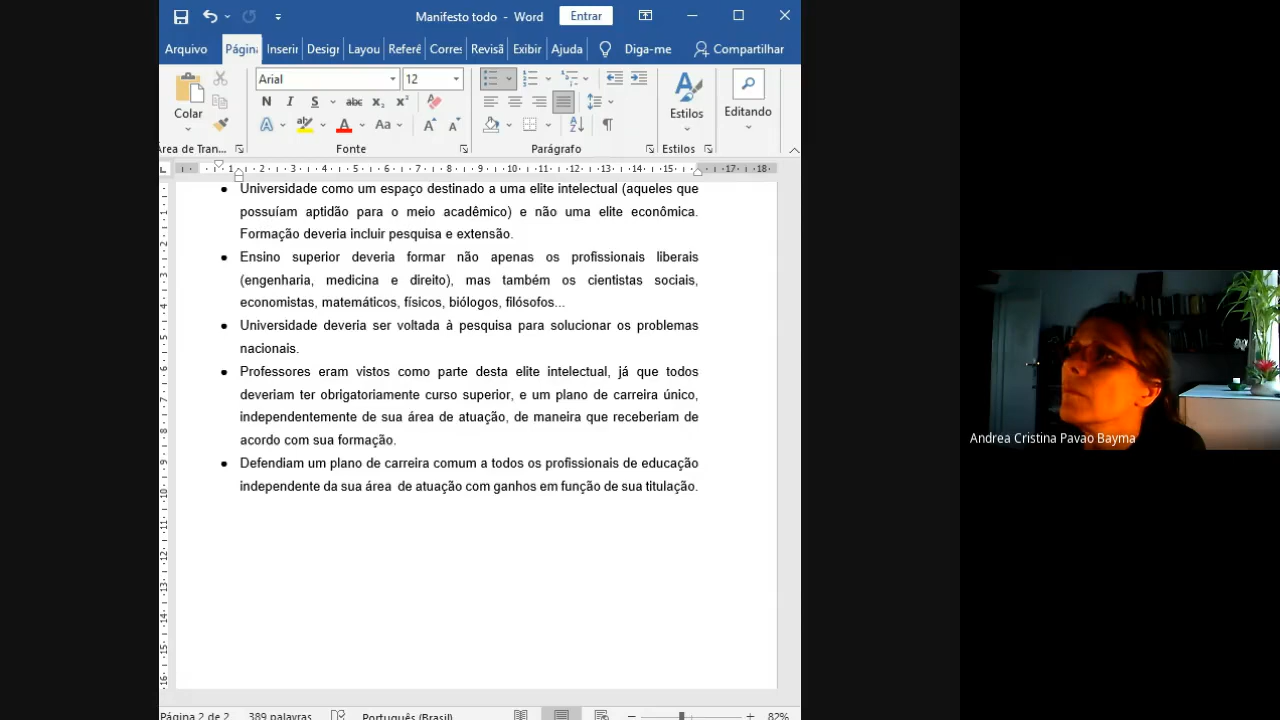 Manifesto todo - Word
Entrar
Arquivo
Págin
Inserir
Design
Layou
Referê
Corres
Revisã
Exibir
Ajuda
Diga-me
Compartilhar
Colar
Arial
12
Estilos
Editando
Área de Tran...
Fonte
Parágrafo
Estilos
Universidade como um espaço destinado a uma elite intelectual (aqueles que
possuíam aptidão para o meio acadêmico) e não uma elite econômica.
Formação deveria incluir pesquisa e extensão.
Ensino superior deveria formar não apenas os profissionais liberais
(engenharia, medicina e direito), mas também os cientistas sociais,
economistas, matemáticos, físicos, biólogos, filósofos...
Universidade deveria ser voltada à pesquisa para solucionar os problemas
nacionais.
Professores eram vistos como parte desta elite intelectual, já que todos
deveriam ter obrigatoriamente curso superior, e um plano de carreira único,
independentemente de sua área de atuação, de maneira que receberiam de
acordo com sua formação.
Defendiam um plano de carreira comum a todos os profissionais de educação
independente da sua área de atuação com ganhos em função de sua titulação.
Página 2 de 2
389 palavras
Português (Brasil)
82%
Andrea Cristina Pavao Bayma